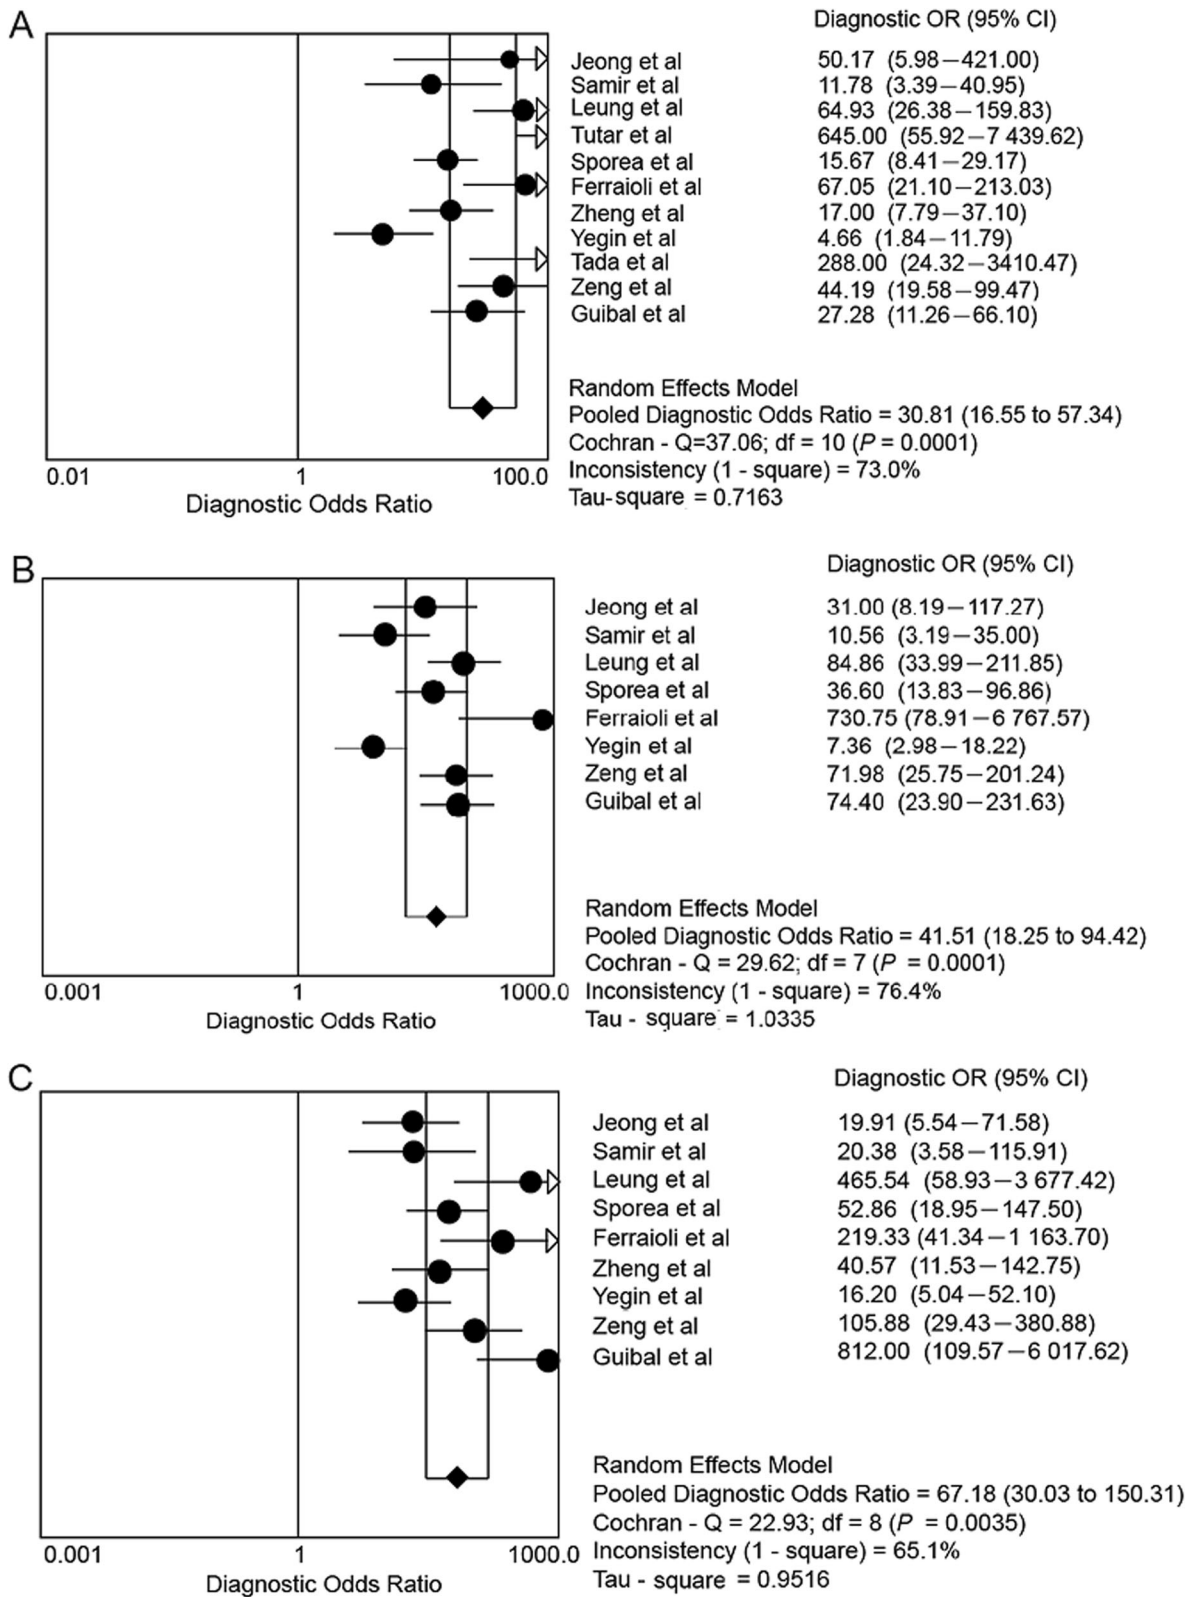 A
Diagnostic OR (95% CI)
Jeong et al 50.17 (5.98—421.00)
Samir et al 11.78 (3.39—40.95)
Leung et al 64.93 (26.38—159.83)
Tutar et al 645.00 (55.92—7 439.62)
Sporea et al 15.67 (8.41—29.17)
Ferraioli et al 67.05 (21.10—213.03)
Zheng et al 17.00 (7.79—37.10)
Yegin et al 4.66 (1.84—11.79)
Tada et al 288.00 (24.32—3410.47)
Zeng et al 44.19 (19.58—99.47)
Guibal et al 27.28 (11.26—66.10)
Random Effects Model
Pooled Diagnostic Odds Ratio = 30.81 (16.55 to 57.34)
Cochran - Q=37.06; df = 10 (P = 0.0001)
Inconsistency (1 - square) = 73.0%
Tau-square = 0.7163
0.01 1 100.0
Diagnostic Odds Ratio
B
Diagnostic OR (95% CI)
Jeong et al 31.00 (8.19—117.27)
Samir et al 10.56 (3.19—35.00)
Leung et al 84.86 (33.99—211.85)
Sporea et al 36.60 (13.83—96.86)
Ferraioli et al 730.75 (78.91—6 767.57)
Yegin et al 7.36 (2.98—18.22)
Zeng et al 71.98 (25.75—201.24)
Guibal et al 74.40 (23.90—231.63)
Random Effects Model
Pooled Diagnostic Odds Ratio = 41.51 (18.25 to 94.42)
Cochran - Q = 29.62; df = 7 (P = 0.0001)
Inconsistency (1 - square) = 76.4%
Tau - square = 1.0335
0.001 1 1000.0
Diagnostic Odds Ratio
C
Diagnostic OR (95% CI)
Jeong et al 19.91 (5.54—71.58)
Samir et al 20.38 (3.58—115.91)
Leung et al 465.54 (58.93—3 677.42)
Sporea et al 52.86 (18.95—147.50)
Ferraioli et al 219.33 (41.34—1 163.70)
Zheng et al 40.57 (11.53—142.75)
Yegin et al 16.20 (5.04—52.10)
Zeng et al 105.88 (29.43—380.88)
Guibal et al 812.00 (109.57—6 017.62)
Random Effects Model
Pooled Diagnostic Odds Ratio = 67.18 (30.03 to 150.31)
Cochran - Q = 22.93; df = 8 (P = 0.0035)
Inconsistency (1 - square) = 65.1%
Tau - square = 0.9516
0.001 1 1000.0
Diagnostic Odds Ratio